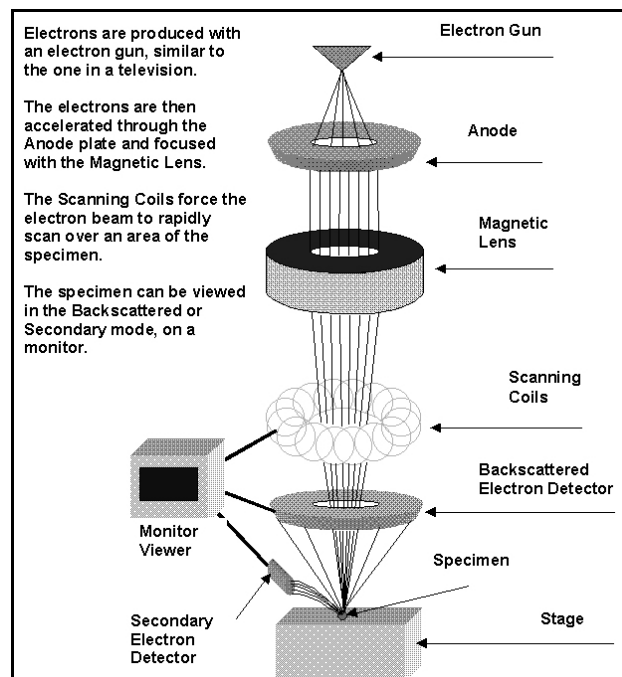 Electrons are produced with
an electron gun, similar to
the one in a television.
The electrons are then
accelerated through the
Anode plate and focused
with the Magnetic Lens.
The Scanning Coils force the
electron beam to rapidly
scan over an area of the
specimen.
The specimen can be viewed
in the Backscattered or
Secondary mode, on a
monitor.
Electron Gun
Anode
Magnetic
Lens
Scanning
Coils
Backscattered
Electron Detector
Monitor
Viewer
Specimen
Secondary
Electron
Detector
Stage